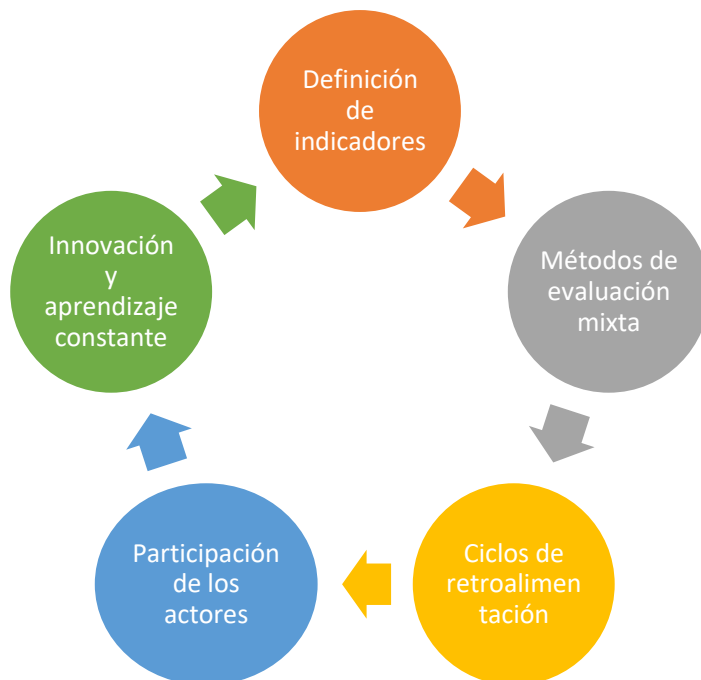 Definición
de
indicadores
Métodos de
evaluación
mixta
Ciclos de
retroalimen
tación
Participación
de los
actores
Innovación
y
aprendizaje
constante